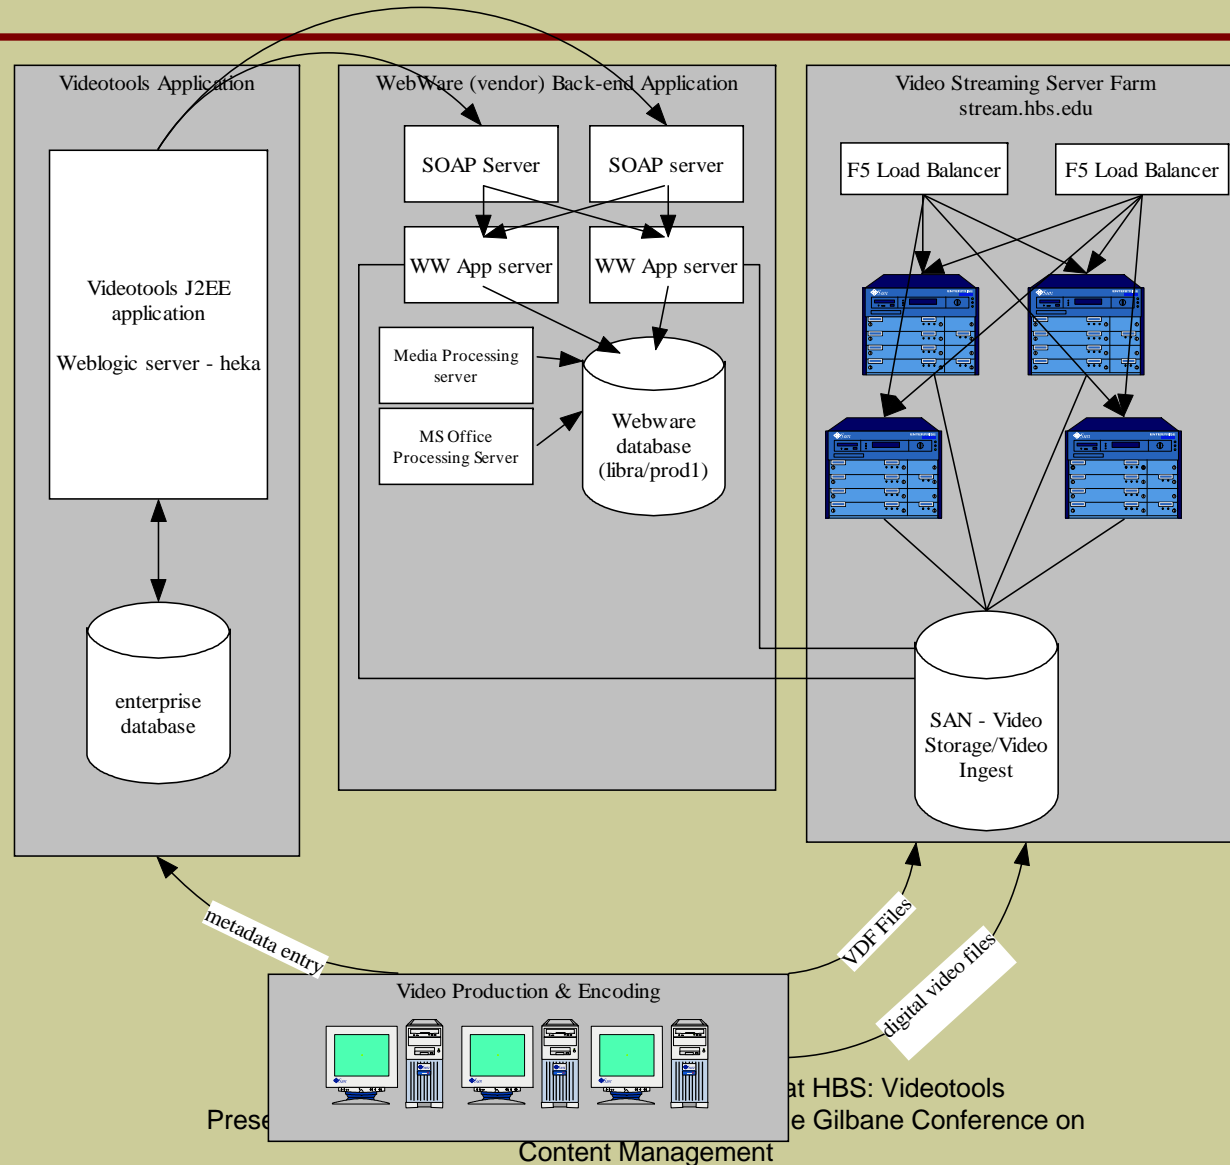 Videotools Application
Videotools J2EE
application
Weblogic server - heka
enterprise
database
WebWare (vendor) Back-end Application
SOAP Server
SOAP server
WW App server
WW App server
Media Processing
server
MS Office
Processing Server
Webware
database
(libra/prod1)
Video Streaming Server Farm
stream.hbs.edu
F5 Load Balancer
F5 Load Balancer
SAN - Video
Storage/Video
Ingest
metadata entry
VDF Files
digital video files
Video Production & Encoding
at HBS: Videotools
Gilbane Conference on
Content Management